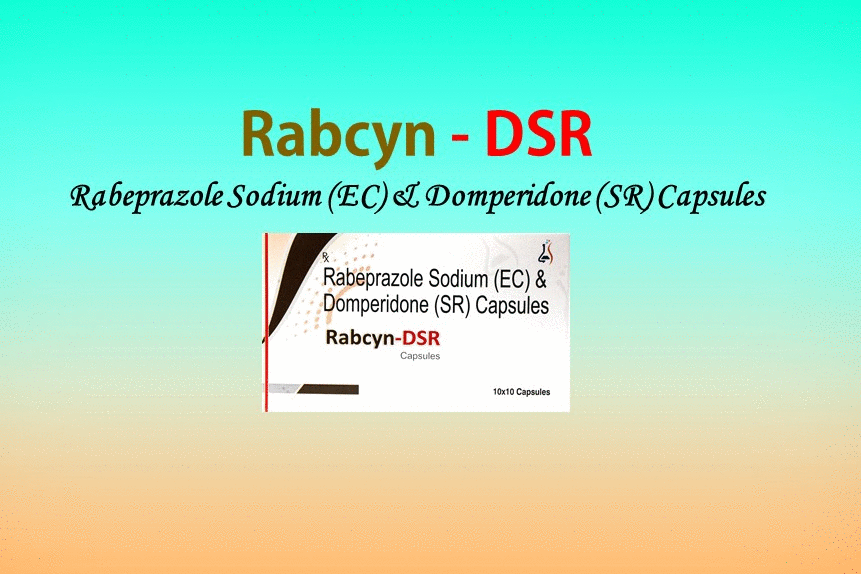 Rabcyn - DSR
Rabeprazole Sodium (EC) & Domperidone (SR) Capsules
Rx
Rabeprazole Sodium (EC) &
Domperidone (SR) Capsules
Rabcyn-DSR
Capsules
10x10 Capsules